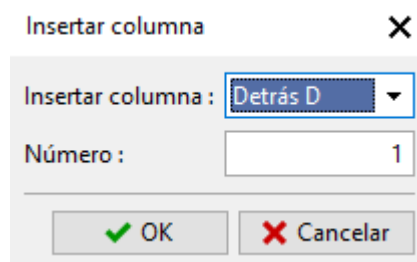 Insertar columna
Insertar columna : Detrás D
Número : 1
OK Cancelar